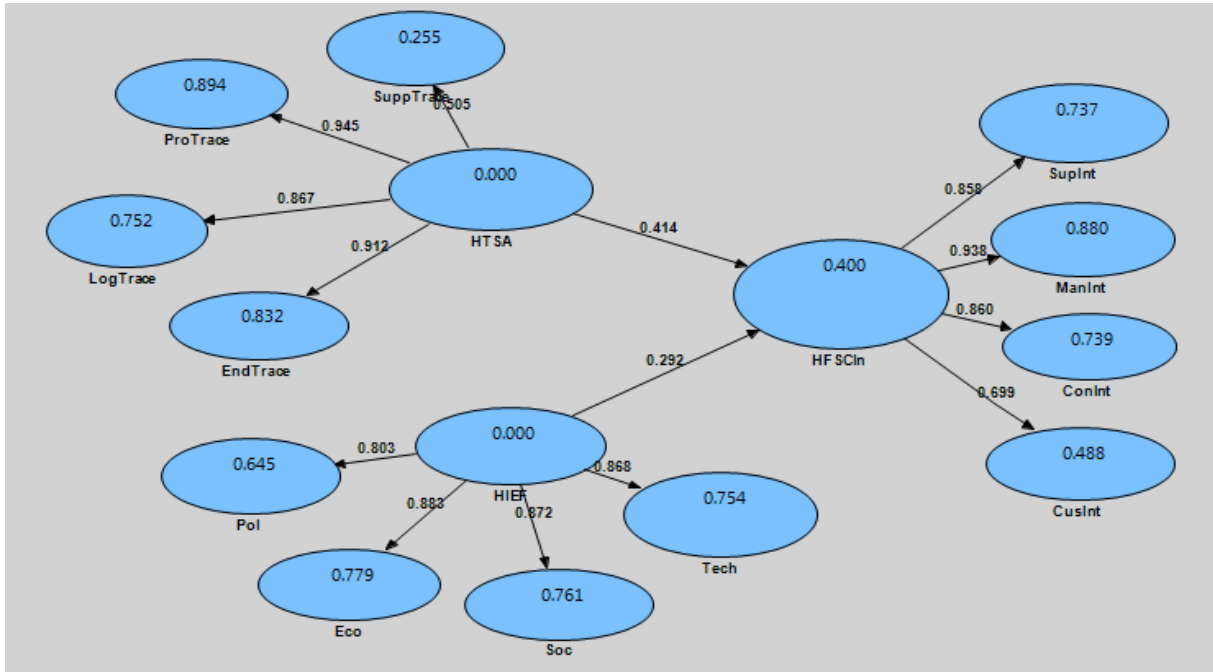 0.255
SuppTrace
0.505
0.894
ProTrace
0.945
0.737
SupInt
0.858
0.000
HTSA
0.752
LogTrace
0.867
0.414
0.880
ManInt
0.938
0.912
0.400
HFSCIn
0.832
EndTrace
0.860
0.739
ConInt
0.292
0.699
0.000
HIEF
0.488
CusInt
0.803
0.645
Pol
0.868
0.754
Tech
0.883
0.872
0.779
Eco
0.761
Soc